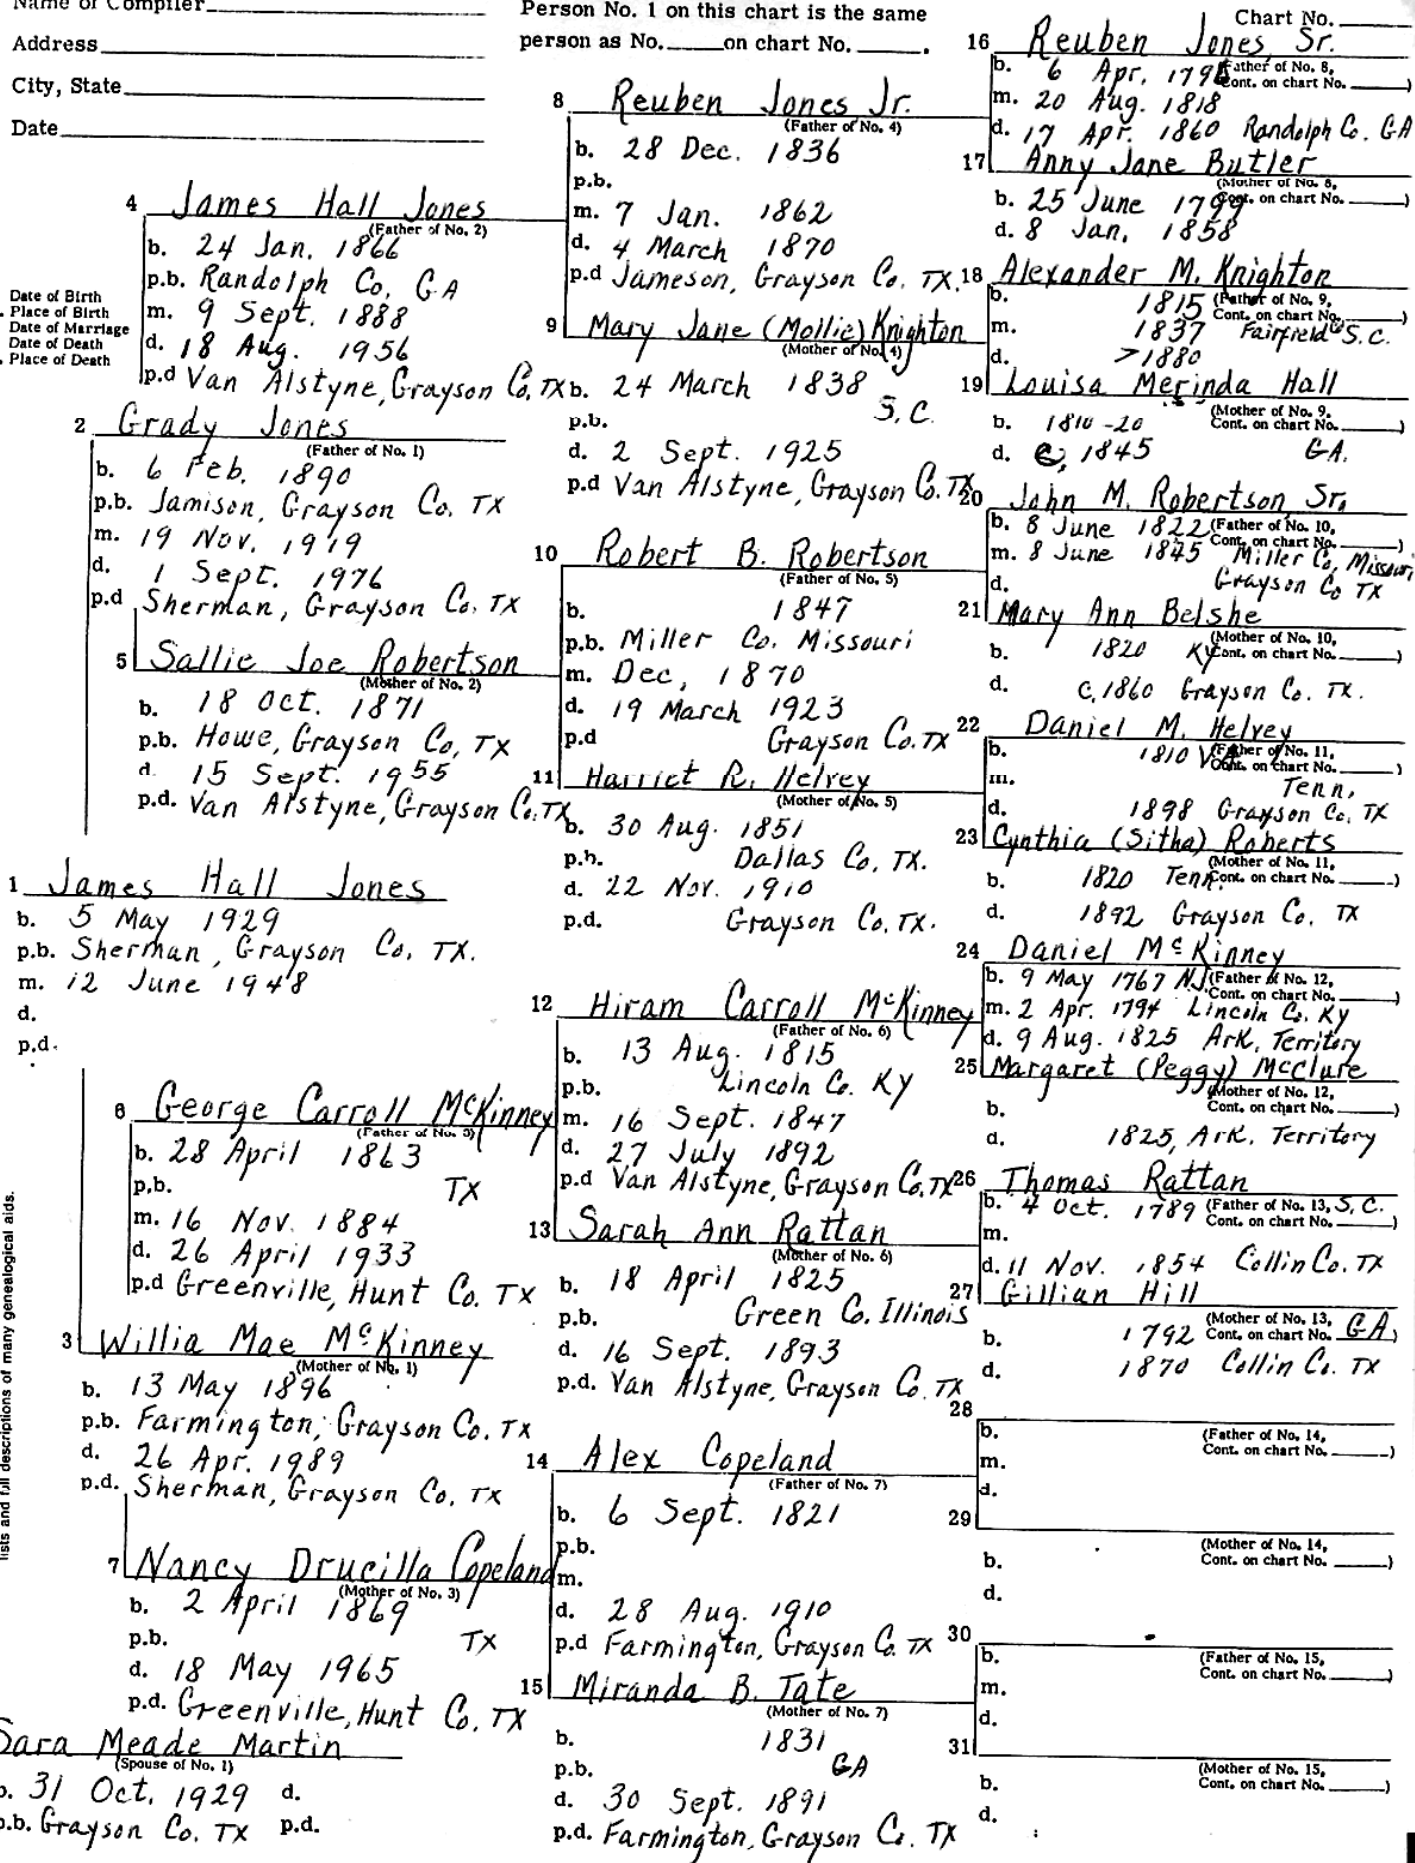 Name of Compiler
Address
City, State
Date
Person No. 1 on this chart is the same
person as No. on chart No. .
Chart No.
Date of Birth
Place of Birth
Date of Marriage
Date of Death
Place of Death
1 James Hall Jones
b. 5 May 1929
p.b. Sherman, Grayson Co, TX.
m. 12 June 1948
d.
p.d.
2 Grady Jones
(Father of No. 1)
b. 6 Feb. 1890
p.b. Jamison, Grayson Co, TX
m. 19 Nov. 1919
d. 1 Sept. 1976
p.d Sherman, Grayson Co, TX
3 Willia Mae McKinney
(Mother of No. 1)
b. 13 May 1896
p.b. Farmington, Grayson Co. TX
d. 26 Apr. 1989
p.d. Sherman, Grayson Co, TX
4 James Hall Jones
(Father of No. 2)
b. 24 Jan. 1866
p.b. Randolph Co, GA
m. 9 Sept. 1888
d. 18 Aug. 1956
p.d Van Alstyne, Grayson Co, TX
5 Sallie Joe Robertson
(Mother of No. 2)
b. 18 Oct. 1871
p.b. Howe, Grayson Co, TX
d. 15 Sept. 1955
p.d. Van Alstyne, Grayson Co. TX
6 George Carroll McKinney
(Father of No. 3)
b. 28 April 1863
p.b. TX
m. 16 Nov. 1884
d. 26 April 1933
p.d Greenville, Hunt Co. TX
7 Nancy Drucilla Copeland
(Mother of No. 3)
b. 2 April 1869
p.b. TX
d. 18 May 1965
p.d. Greenville, Hunt Co, TX
Sara Meade Martin
(Spouse of No. 1)
b. 31 Oct. 1929 d.
p.b. Grayson Co. TX p.d.
8 Reuben Jones Jr.
(Father of No. 4)
b. 28 Dec. 1836
p.b.
m. 7 Jan. 1862
d. 4 March 1870
p.d Jameson, Grayson Co, TX.
9 Mary Jane (Mollie) Knighton
(Mother of No. 4)
b. 24 March 1838
p.b. S.C.
d. 2 Sept. 1925
p.d Van Alstyne, Grayson Co. TX
10 Robert B. Robertson
(Father of No. 5)
b. 1847
p.b. Miller Co. Missouri
m. Dec, 1870
d. 19 March 1923
p.d Grayson Co. TX
11 Harriet R. Helvey
(Mother of No. 5)
b. 30 Aug. 1851
p.b. Dallas Co, TX.
d. 22 Nov. 1910
p.d. Grayson Co, TX.
12 Hiram Carroll McKinney
(Father of No. 6)
b. 13 Aug. 1815
p.b. Lincoln Co. KY
m. 16 Sept. 1847
d. 27 July 1892
p.d Van Alstyne, Grayson Co. TX
13 Sarah Ann Rattan
(Mother of No. 6)
b. 18 April 1825
p.b. Green Co. Illinois
d. 16 Sept. 1893
p.d. Van Alstyne, Grayson Co. TX
14 Alex Copeland
(Father of No. 7)
b. 6 Sept. 1821
p.b.
m.
d. 28 Aug. 1910
p.d Farmington, Grayson Co. TX
15 Miranda B. Tate
(Mother of No. 7)
b. 1831
p.b. GA
d. 30 Sept. 1891
p.d. Farmington, Grayson Co. TX
16 Reuben Jones, Sr.
(Father of No. 8,
Cont. on chart No. )
b. 6 Apr.
m. 20 Aug. 1818
d. 17 Apr. 1860 Randolph Co. GA
17 Anny Jane Butler
(Mother of No. 8,
Cont. on chart No. )
b. 25 June 1799
d. 8 Jan, 1858
18 Alexander M. Knighton
b. 1815 (Father of No. 9,
Cont. on chart No. )
m. 1837 Fairfield S.C.
d. >1880
19 Louisa Merinda Hall
(Mother of No. 9.
Cont. on chart No. )
b. 1810-20
d. C, 1845 GA.
20 John M. Robertson, Sr.
b. 8 June 1822 (Father of No. 10,
Cont. on chart No. )
m. 8 June 1845 Miller Co, Missouri
d. Grayson Co TX
21 Mary Ann Belshe
(Mother of No. 10,
b. 1820 KY Cont. on chart No. )
d. C. 1860 Grayson Co. TX.
22 Daniel M. Helvey
b. 1810 (Father of No. 11,
Cont. on chart No. )
m. Tenn.
d. 1898 Grayson Co, TX
23 Cynthia (Sitha) Roberts
(Mother of No. 11,
b. 1820 Tenn. Cont. on chart No. )
d. 1892 Grayson Co, TX
24 Daniel McKinney
b. 9 May 1767 NJ (Father of No. 12,
Cont. on chart No. )
m. 2 Apr. 1794 Lincoln Co. KY
d. 9 Aug. 1825 Ark, Territory
25 Margaret (Peggy) McClure
(Mother of No. 12,
b. Cont. on chart No. )
d. 1825, Ark. Territory
26 Thomas Rattan
b. 4 Oct. 1789 (Father of No. 13, S.C.
Cont. on chart No. )
m.
d. 11 Nov. 1854 Collin Co. TX
27 Gillian Hill
(Mother of No. 13,
b. 1792 Cont. on chart No. GA)
d. 1870 Collin Co. TX
28
b. (Father of No. 14,
Cont. on chart No. )
m.
d.
29
(Mother of No. 14,
b. Cont. on chart No. )
d.
30
b. (Father of No. 15,
Cont. on chart No. )
m.
d.
31
(Mother of No. 15,
b. Cont. on chart No. )
d.
lists and full descriptions of many genealogical aids.